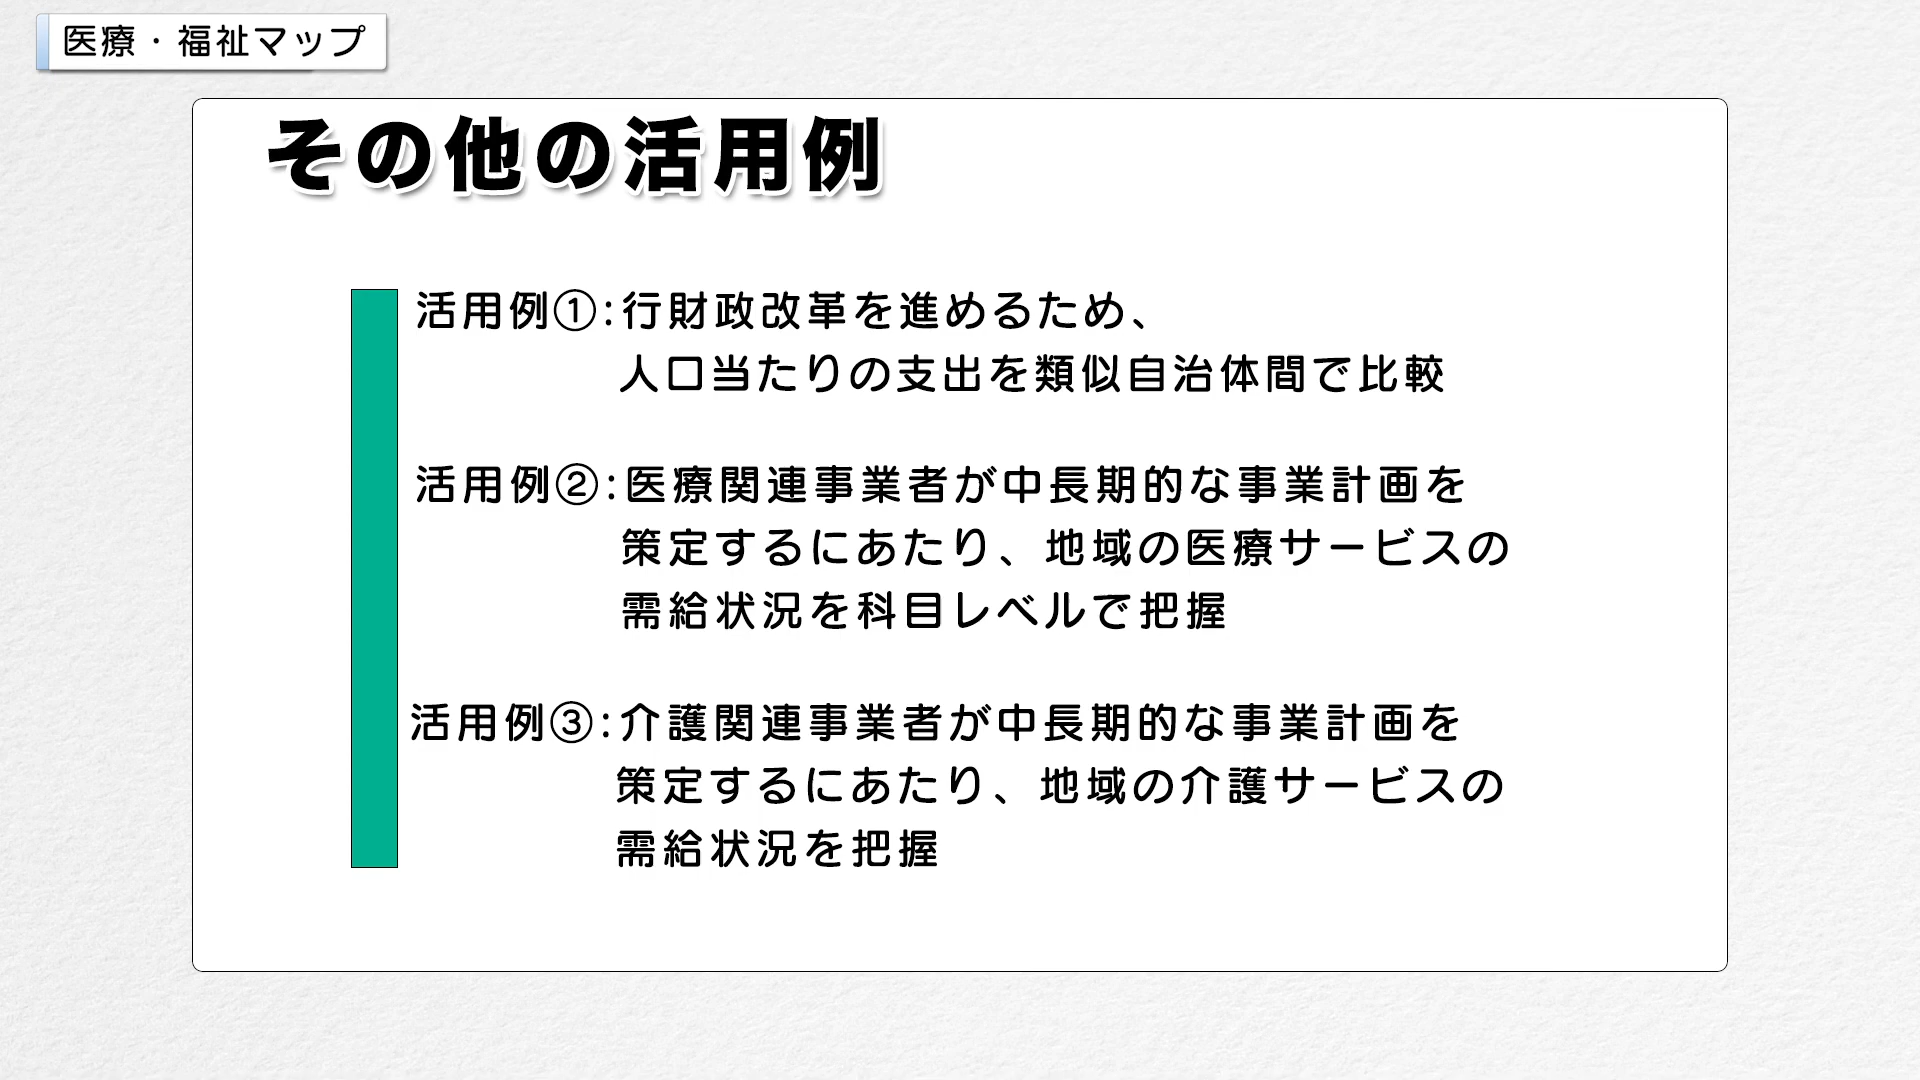 医療・福祉マップ
その他の活用例
活用例①:行財政改革を進めるため、
人口当たりの支出を類似自治体間で比較
活用例②:医療関連事業者が中長期的な事業計画を
策定するにあたり、地域の医療サービスの
需給状況を科目レベルで把握
活用例③:介護関連事業者が中長期的な事業計画を
策定するにあたり、地域の介護サービスの
需給状況を把握